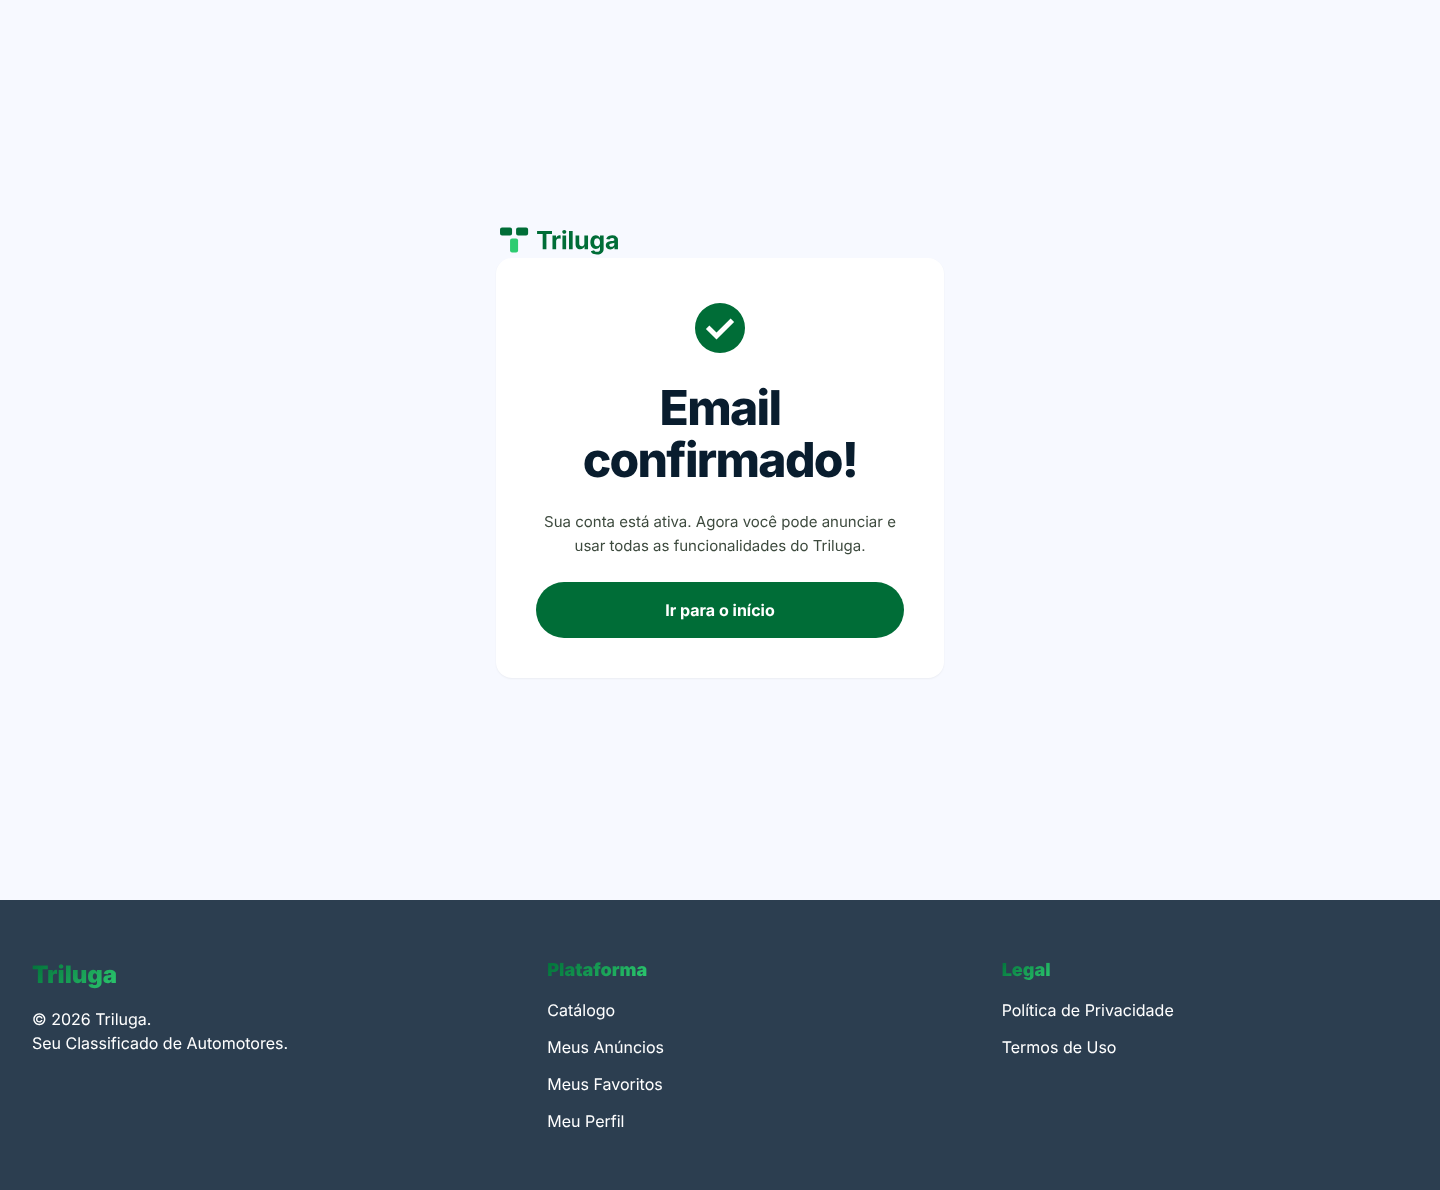 Triluga
Email
confirmado!
Sua conta está ativa. Agora você pode anunciar e
usar todas as funcionalidades do Triluga.
Ir para o início
Triluga
© 2026 Triluga.
Seu Classificado de Automotores.
Plataforma
Catálogo
Meus Anúncios
Meus Favoritos
Meu Perfil
Legal
Política de Privacidade
Termos de Uso